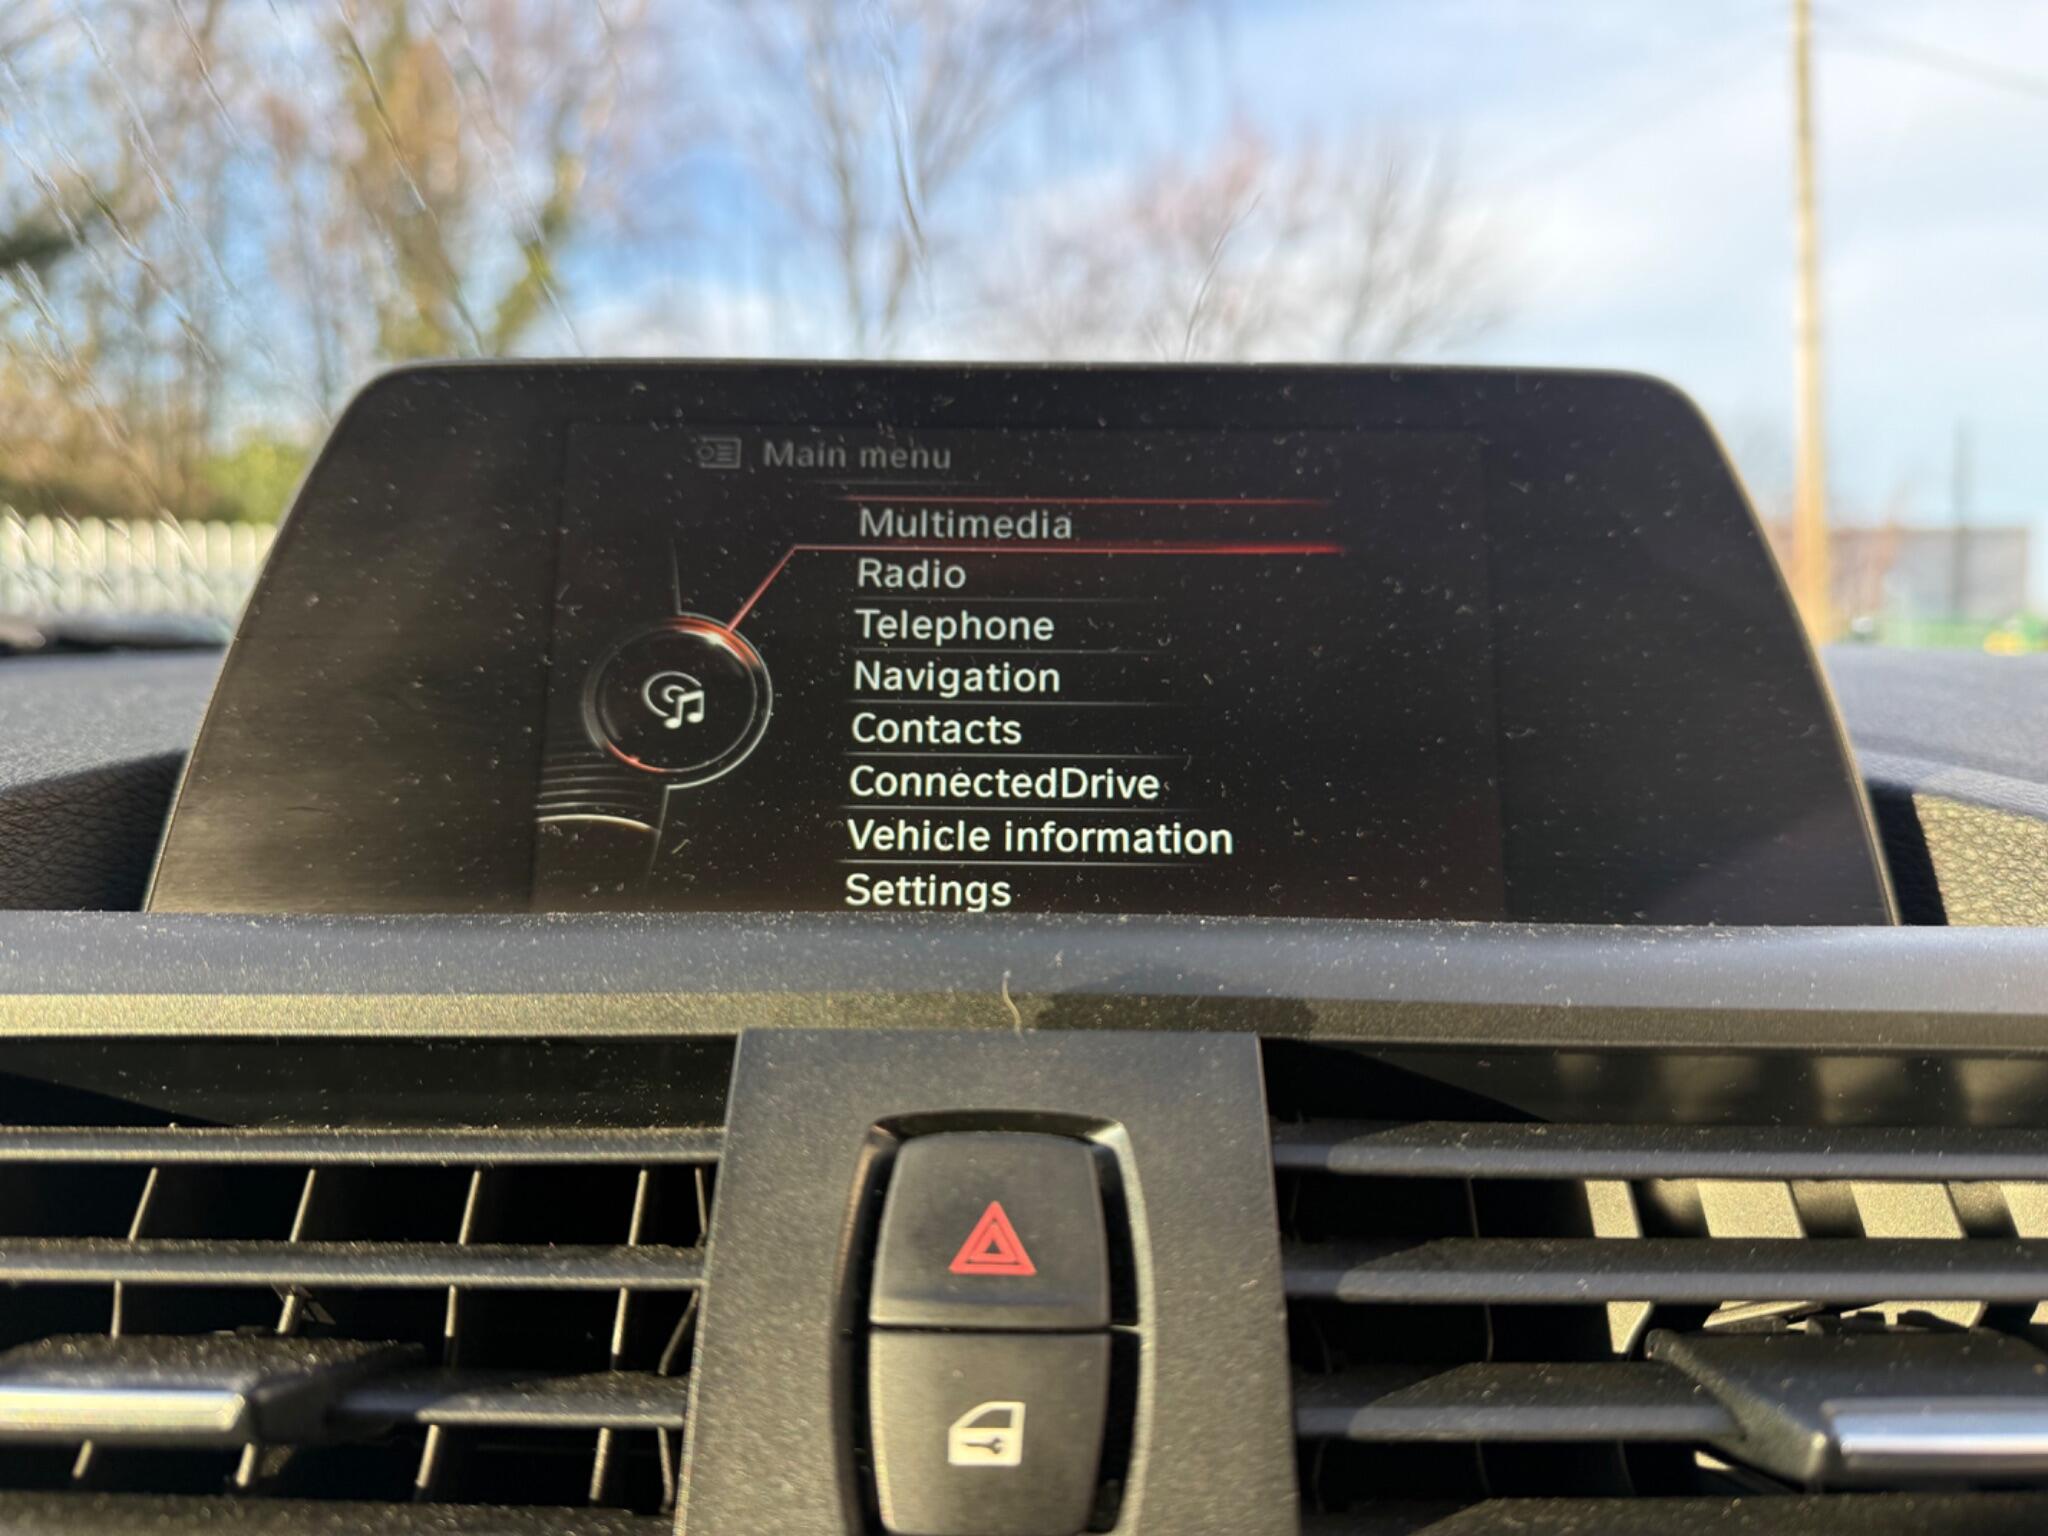 Main menu
Multimedia
Radio
Telephone
Navigation
Contacts
ConnectedDrive
Vehicle information
Settings